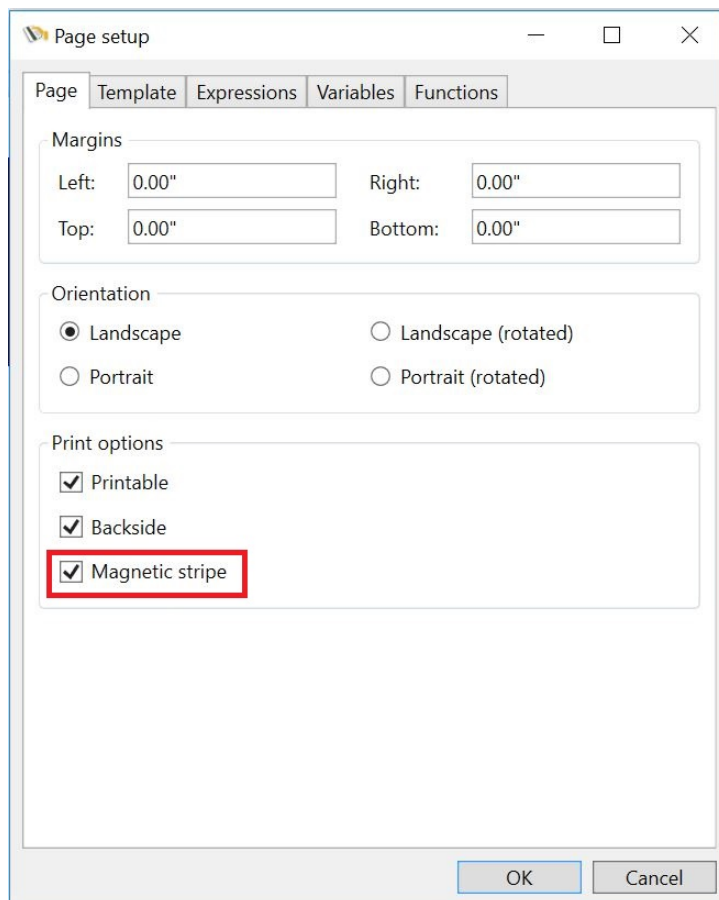 Page setup
Page Template Expressions Variables Functions
Margins
Left: 0.00" Right: 0.00"
Top: 0.00" Bottom: 0.00"
Orientation
Landscape Landscape (rotated)
Portrait Portrait (rotated)
Print options
Printable
Backside
Magnetic stripe
OK Cancel